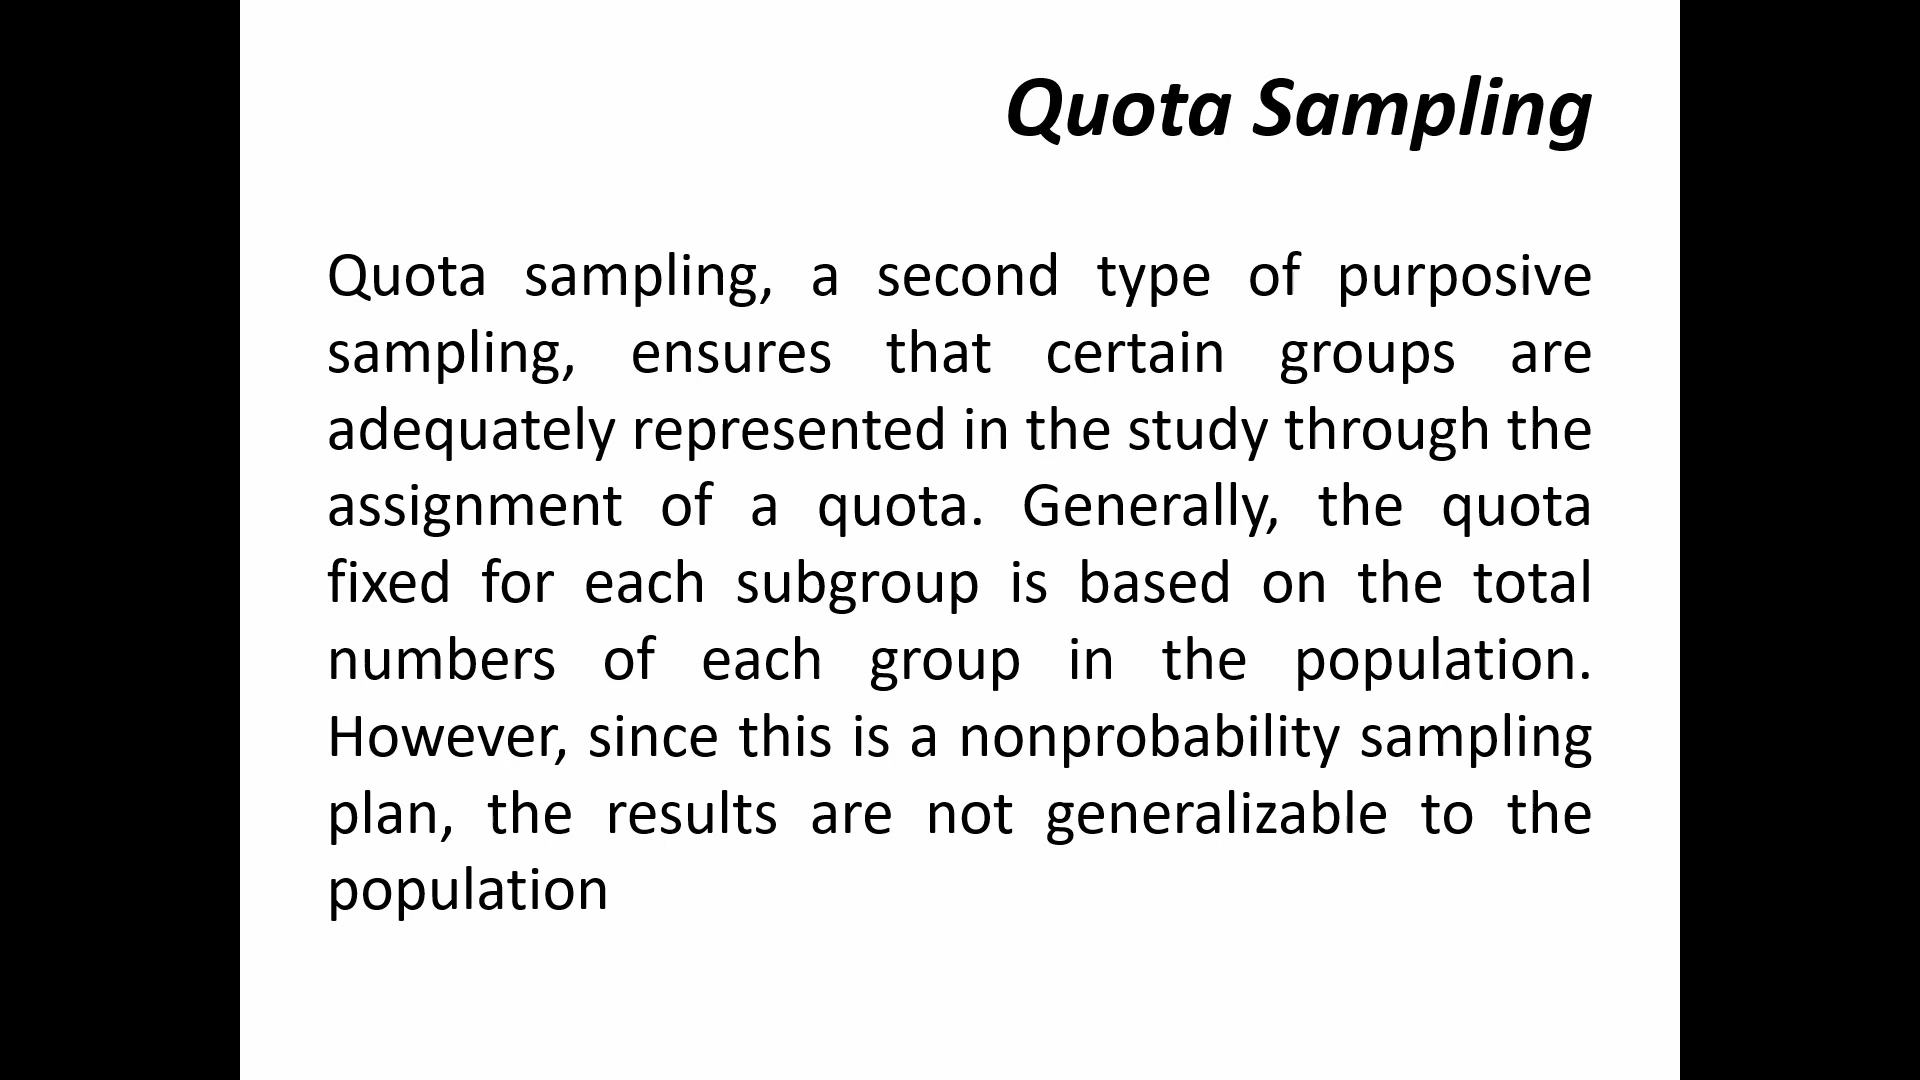 Quota Sampling
Quota sampling, a second type of purposive
sampling, ensures that certain groups are
adequately represented in the study through the
assignment of a quota. Generally, the quota
fixed for each subgroup is based on the total
numbers of each group in the population.
However, since this is a nonprobability sampling
plan, the results are not generalizable to the
population